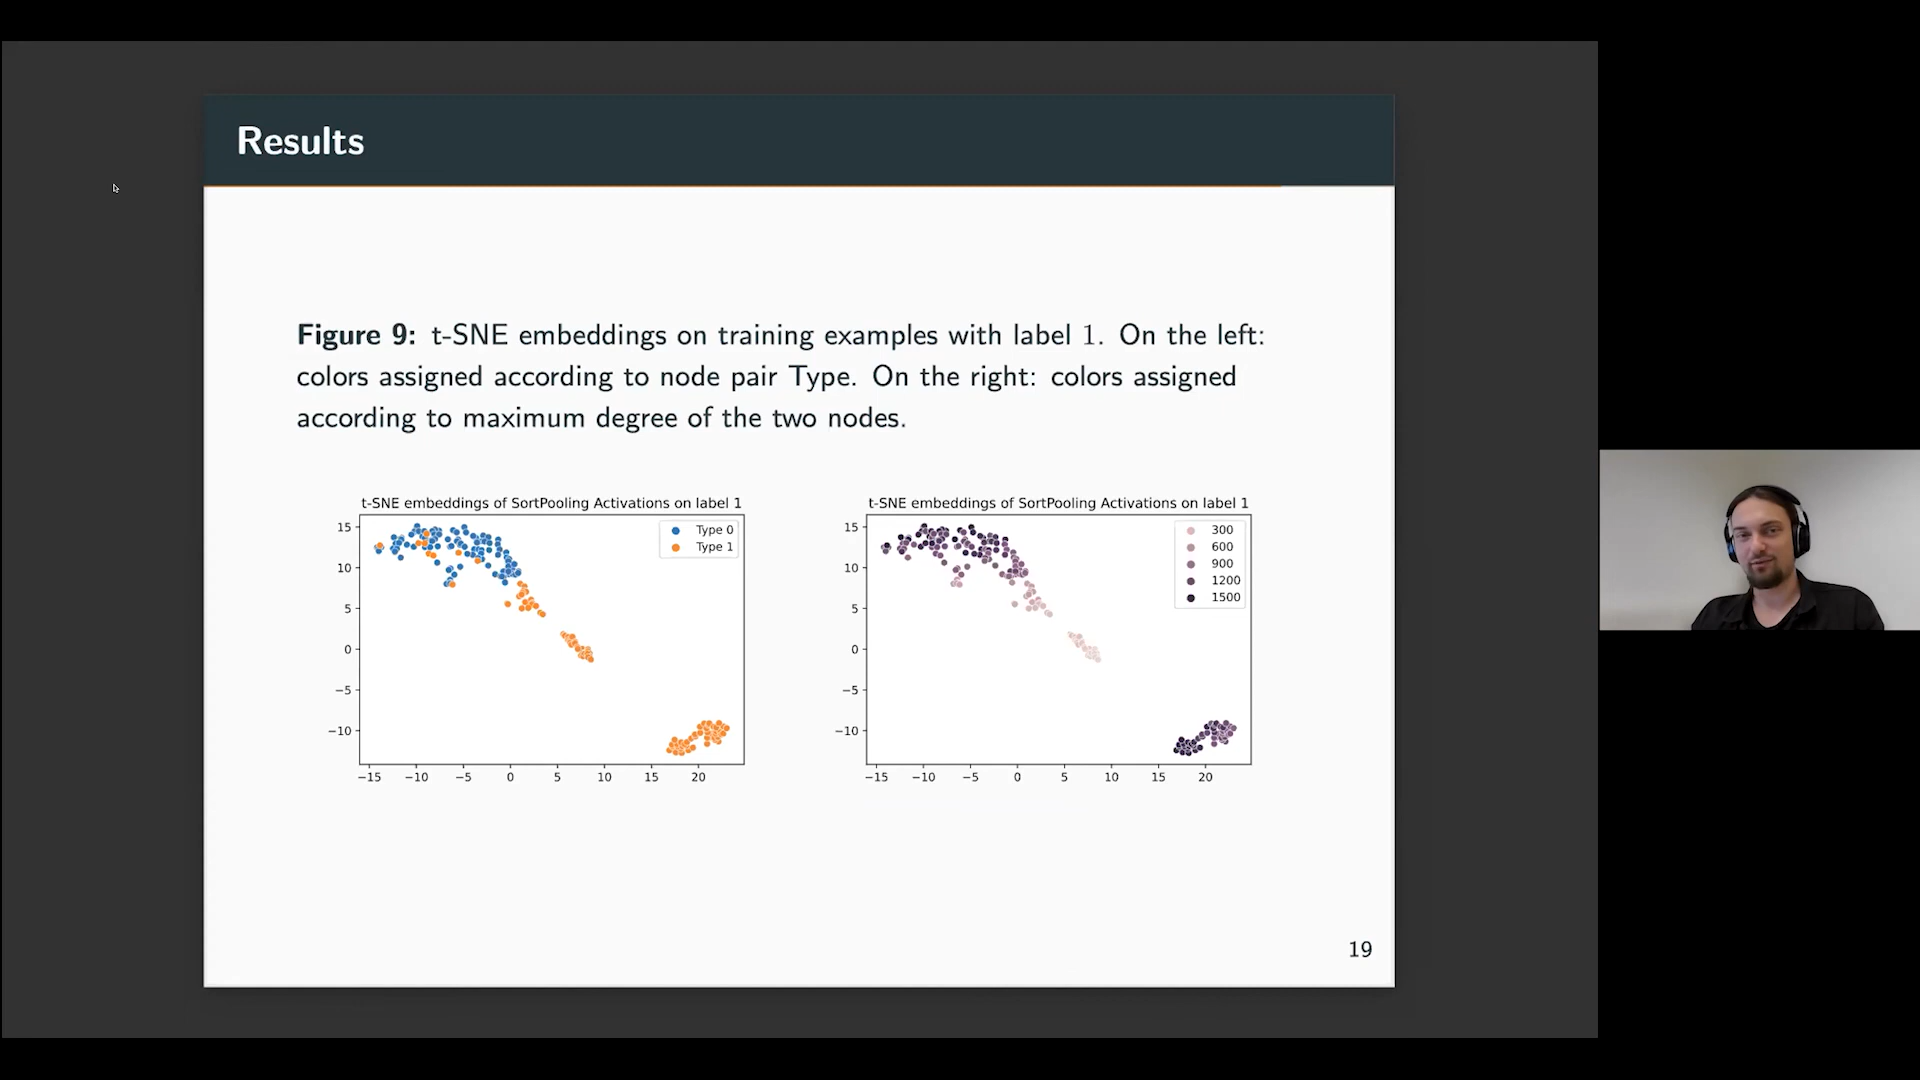 Results
Figure 9: t-SNE embeddings on training examples with label 1. On the left:
colors assigned according to node pair Type. On the right: colors assigned
according to maximum degree of the two nodes.
t-SNE embeddings of SortPooling Activations on label 1
15
10
5
0
−5
−10
−15 −10 −5 0 5 10 15 20
Type 0
Type 1
t-SNE embeddings of SortPooling Activations on label 1
15
10
5
0
−5
−10
−15 −10 −5 0 5 10 15 20
300
600
900
1200
1500
19